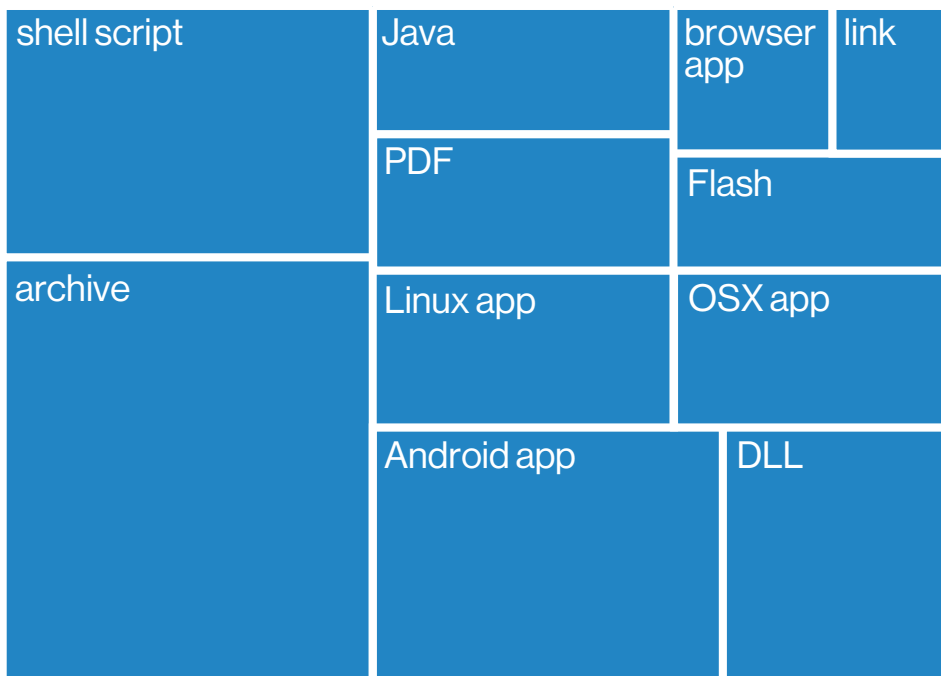 shell script
archive
Java
PDF
Linux app
Android app
browser
app
link
Flash
OSX app
DLL